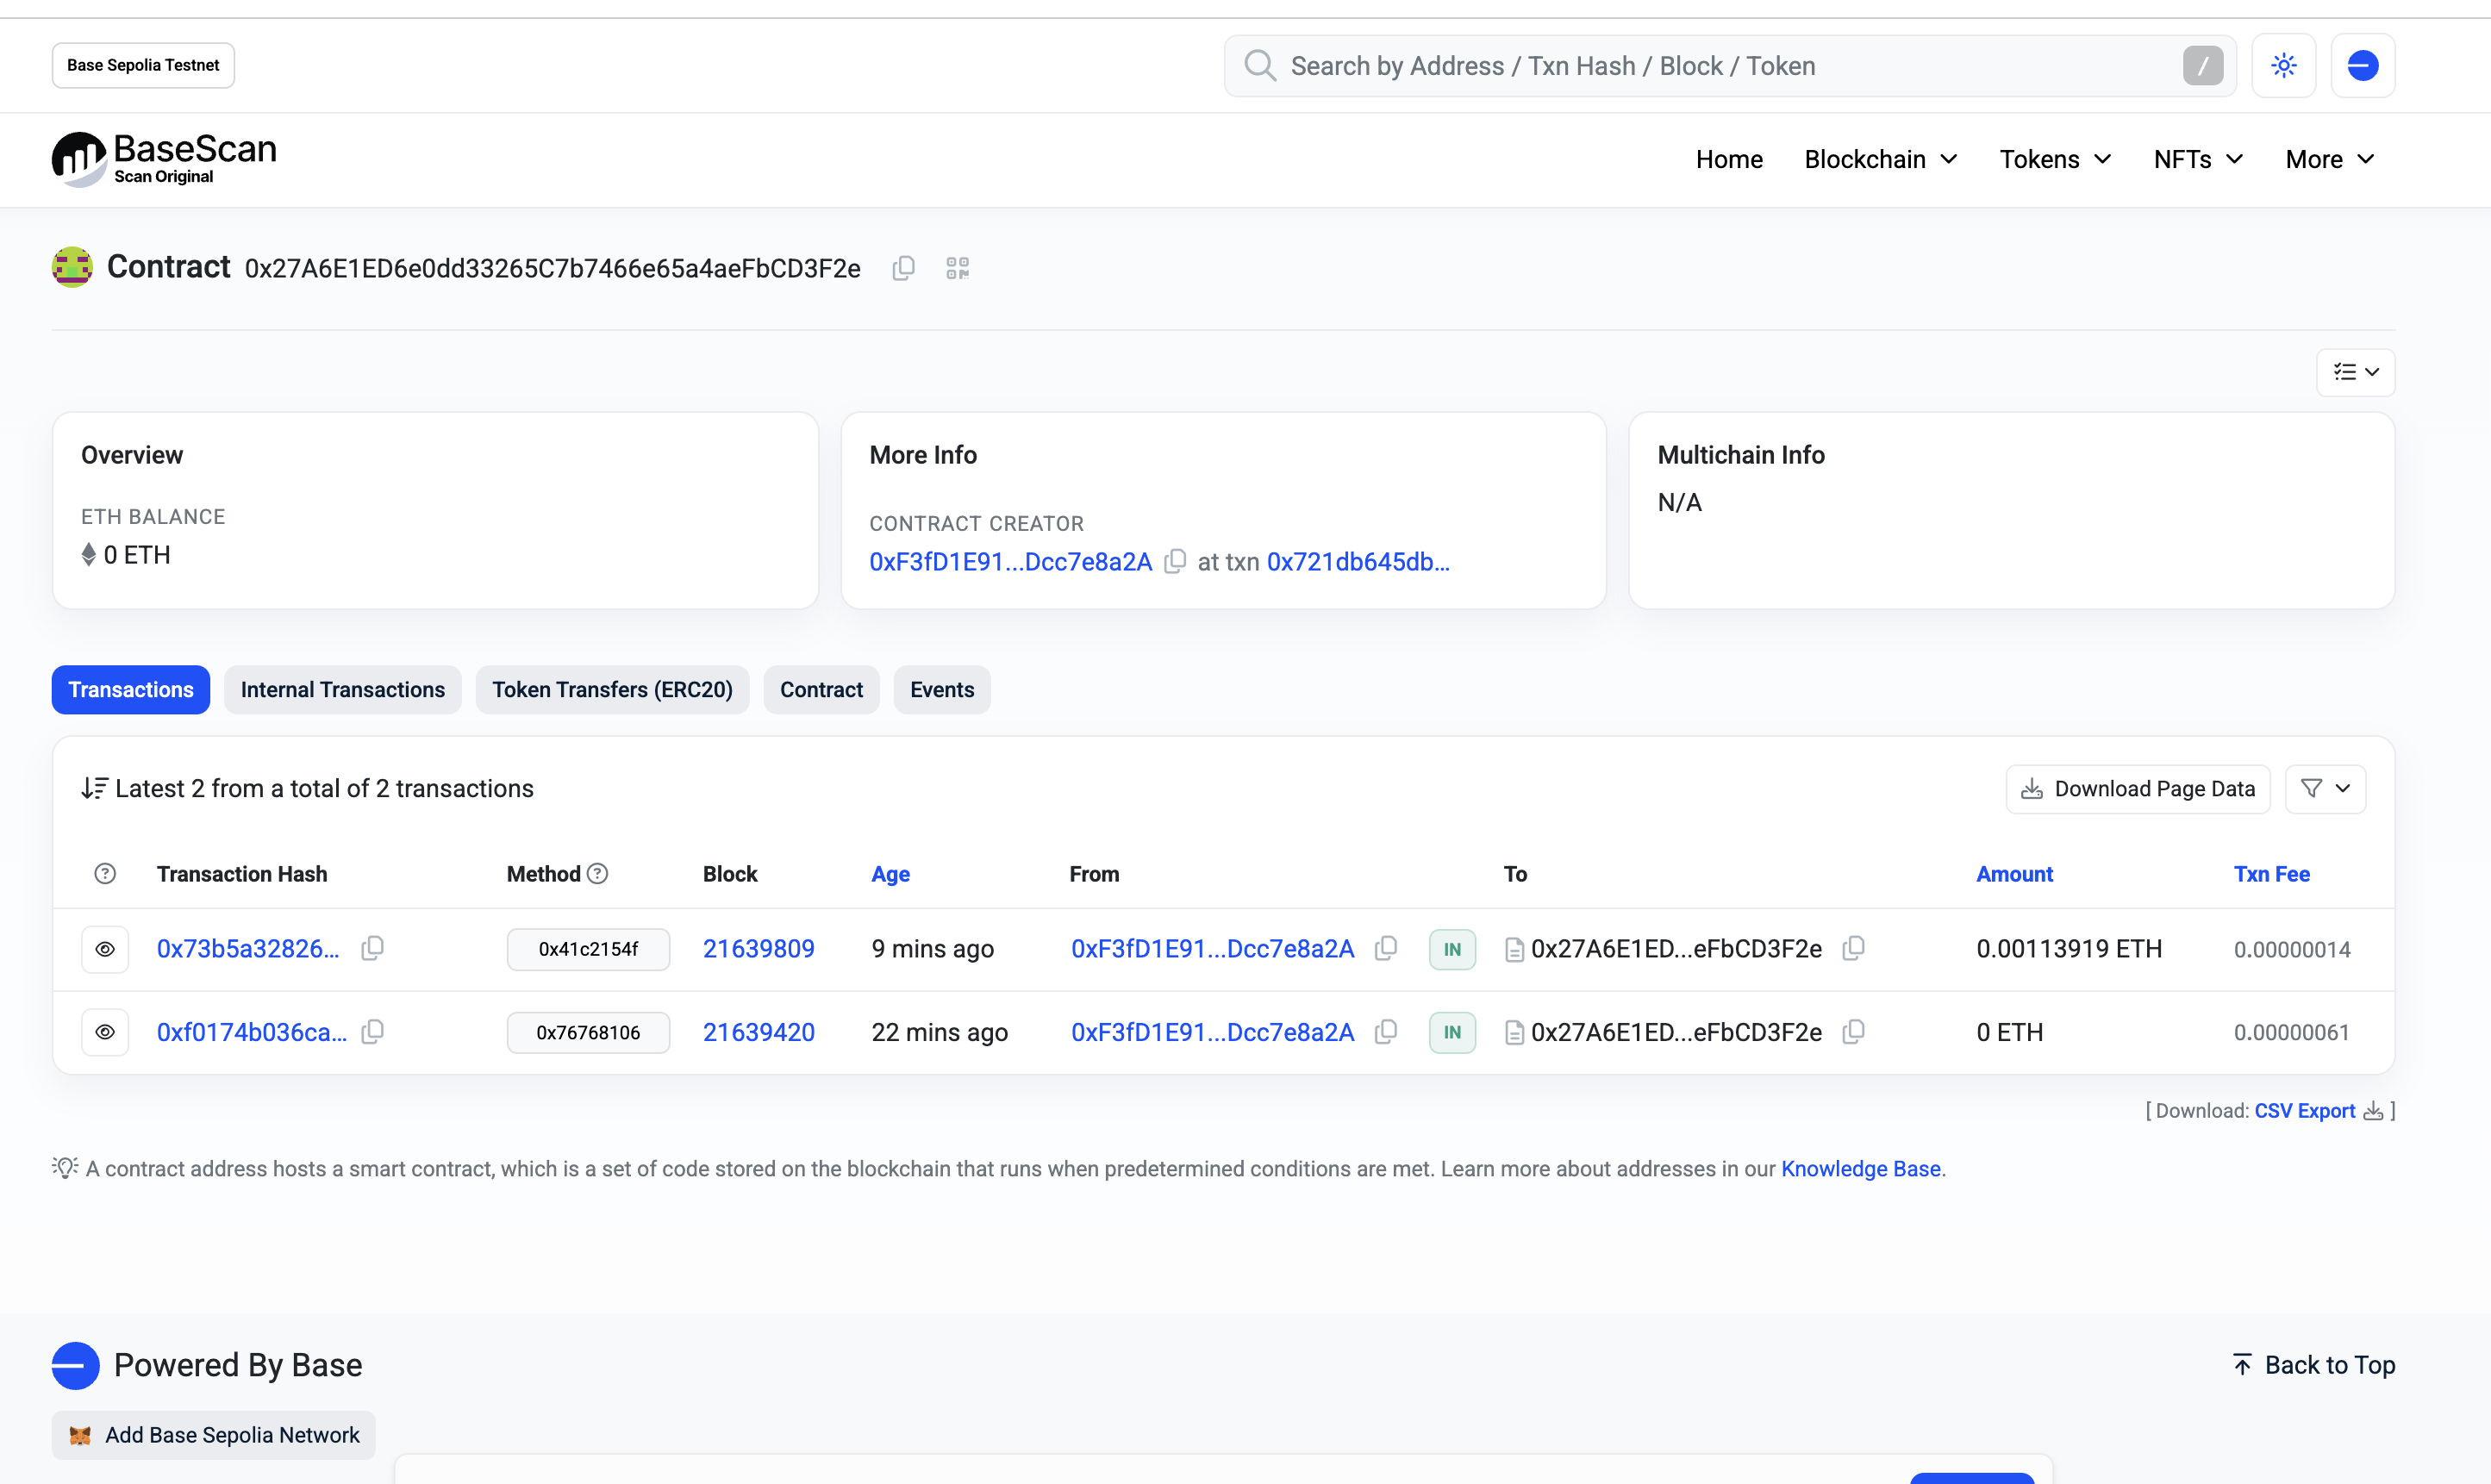 Base Sepolia Testnet
Search by Address / Txn Hash / Block / Token /
BaseScan
Scan Original
Home Blockchain Tokens NFTs More
Contract 0x27A6E1ED6e0dd33265C7b7466e65a4aeFbCD3F2e
Overview
ETH BALANCE
0 ETH
More Info
CONTRACT CREATOR
0xF3fD1E91...Dcc7e8a2A at txn 0x721db645db...
Multichain Info
N/A
Transactions Internal Transactions Token Transfers (ERC20) Contract Events
Latest 2 from a total of 2 transactions
Download Page Data
Transaction Hash Method Block Age From To Amount Txn Fee
0x73b5a32826... 0x41c2154f 21639809 9 mins ago 0xF3fD1E91...Dcc7e8a2A IN 0x27A6E1ED...eFbCD3F2e 0.00113919 ETH 0.00000014
0xf0174b036ca... 0x76768106 21639420 22 mins ago 0xF3fD1E91...Dcc7e8a2A IN 0x27A6E1ED...eFbCD3F2e 0 ETH 0.00000061
[ Download: CSV Export ]
A contract address hosts a smart contract, which is a set of code stored on the blockchain that runs when predetermined conditions are met. Learn more about addresses in our Knowledge Base.
Powered By Base
Back to Top
Add Base Sepolia Network